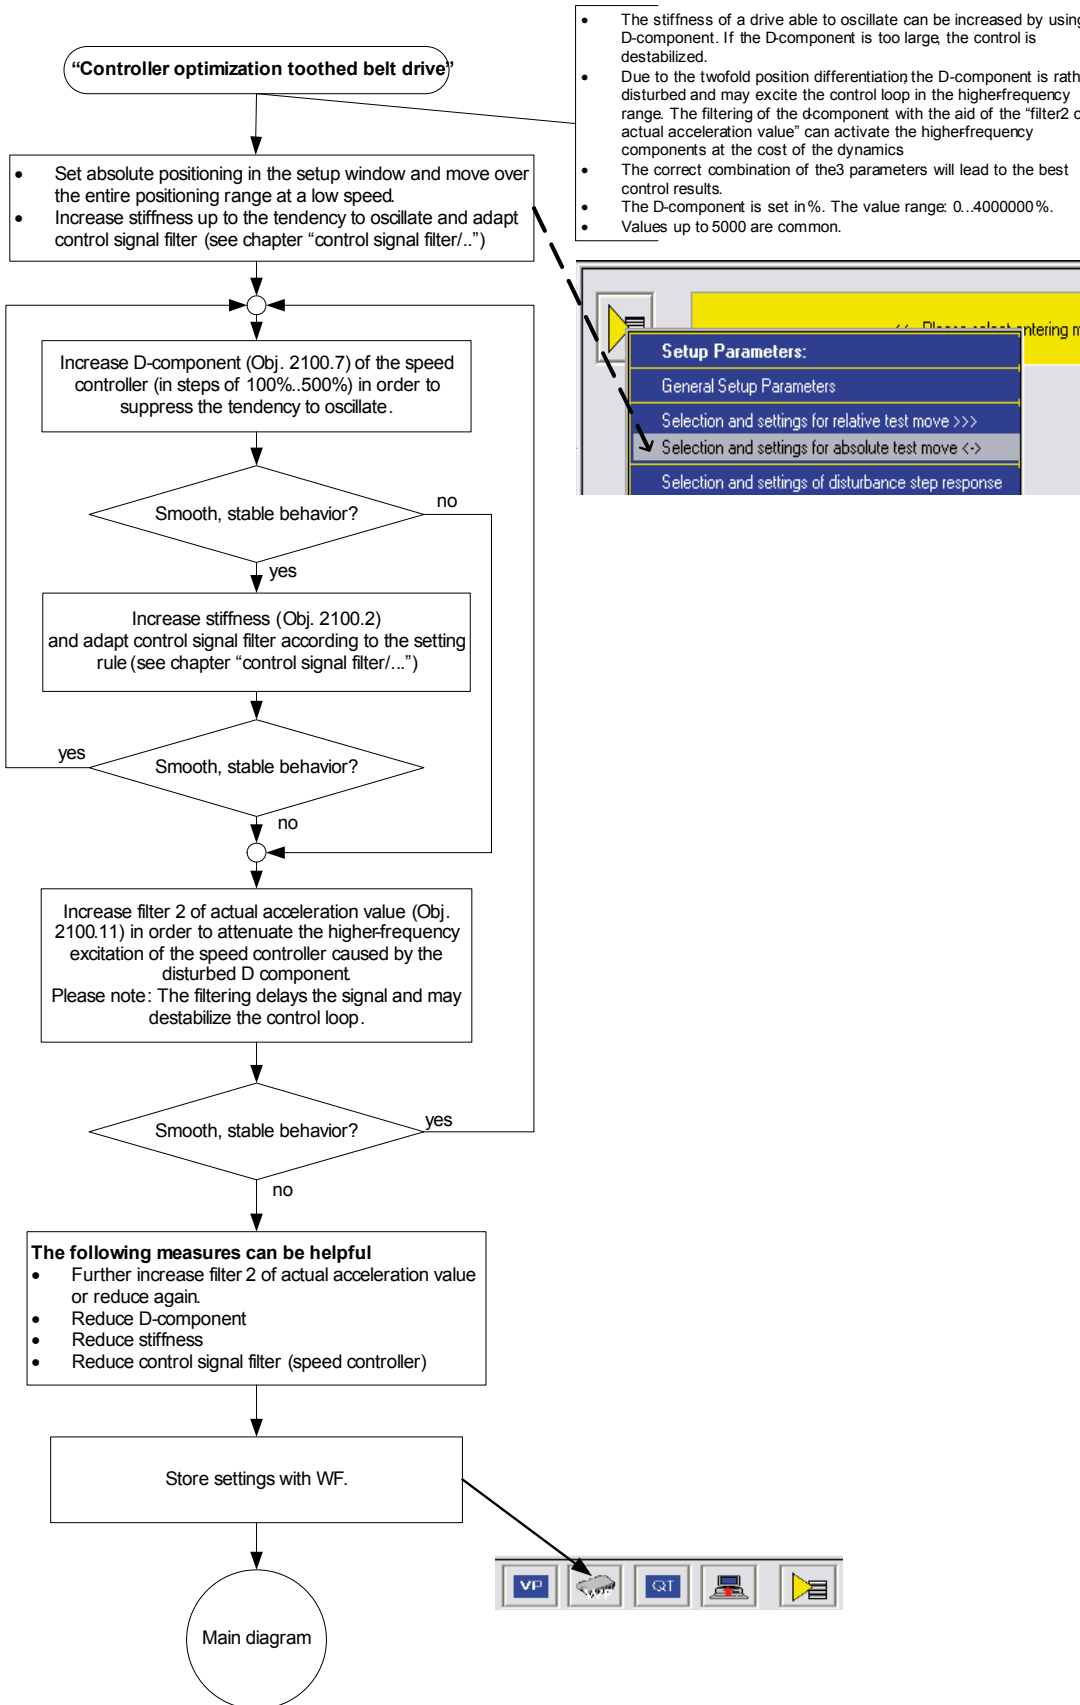 “Controller optimization toothed belt drive”
• The stiffness of a drive able to oscillate can be increased by using
D-component. If the D-component is too large, the control is
destabilized.
• Due to the twofold position differentiation, the D-component is rath
disturbed and may excite the control loop in the higher-frequency
range. The filtering of the d-component with the aid of the “filter2 o
actual acceleration value” can activate the higher-frequency
components at the cost of the dynamics
• The correct combination of the3 parameters will lead to the best
control results.
• The D-component is set in%. The value range: 0...4000000%.
• Values up to 5000 are common.
• Set absolute positioning in the setup window and move over
the entire positioning range at a low speed.
• Increase stiffness up to the tendency to oscillate and adapt
control signal filter (see chapter “control signal filter/..”)
<< Please select entering m
Setup Parameters:
General Setup Parameters
Selection and settings for relative test move >>>
Selection and settings for absolute test move <->
Selection and settings of disturbance step response
Increase D-component (Obj. 2100.7) of the speed
controller (in steps of 100%..500%) in order to
suppress the tendency to oscillate.
Smooth, stable behavior?
no
yes
Increase stiffness (Obj. 2100.2)
and adapt control signal filter according to the setting
rule (see chapter “control signal filter/...”)
yes
Smooth, stable behavior?
no
Increase filter 2 of actual acceleration value (Obj.
2100.11) in order to attenuate the higher-frequency
excitation of the speed controller caused by the
disturbed D component.
Please note: The filtering delays the signal and may
destabilize the control loop.
Smooth, stable behavior?
yes
no
The following measures can be helpful
• Further increase filter 2 of actual acceleration value
or reduce again.
• Reduce D-component
• Reduce stiffness
• Reduce control signal filter (speed controller)
Store settings with WF.
VP
WF
QT
Main diagram